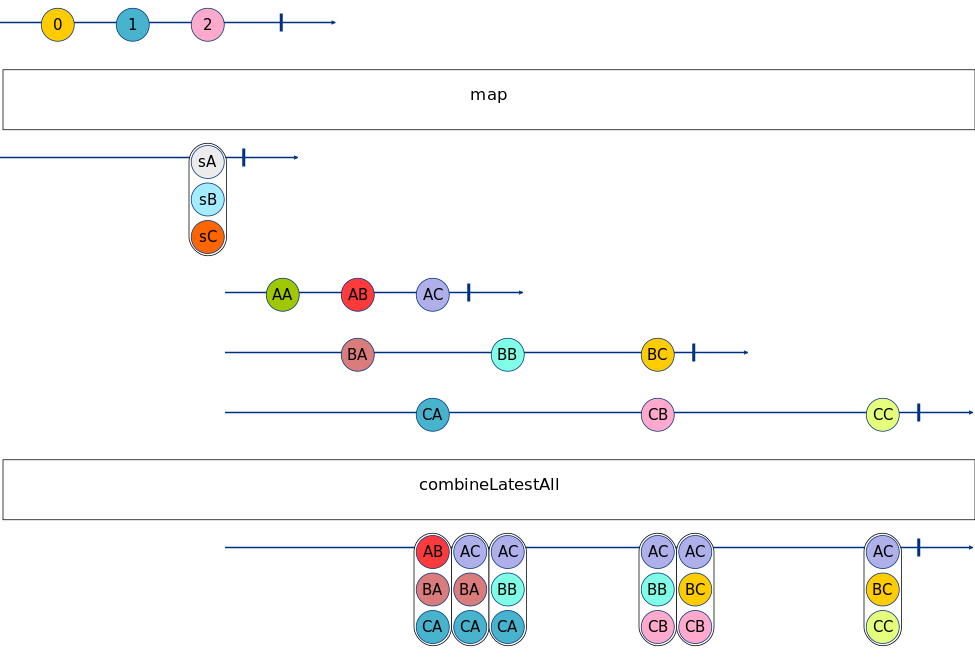 0 1 2
map
sA
sB
sC
AA AB AC
BA BB BC
CA CB CC
combineLatestAll
AB AC AC AC AC AC
BA BA BB BB BC BC
CA CA CA CB CB CC